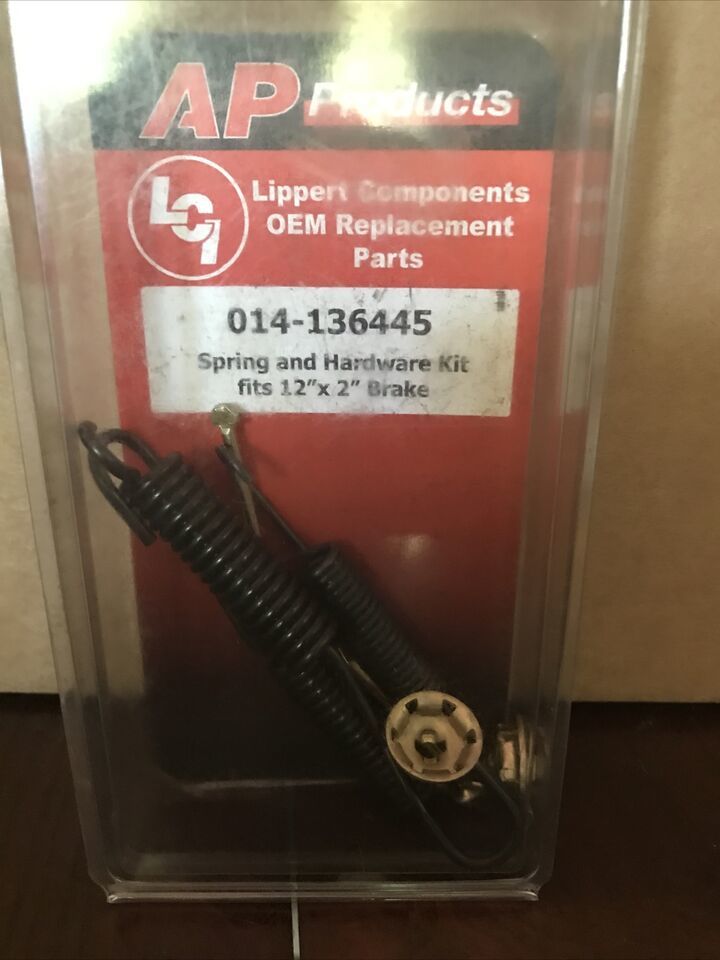 AP Products
LCI
Lippert Components
OEM Replacement
Parts
014-136445
Spring and Hardware Kit
fits 12"x 2" Brake